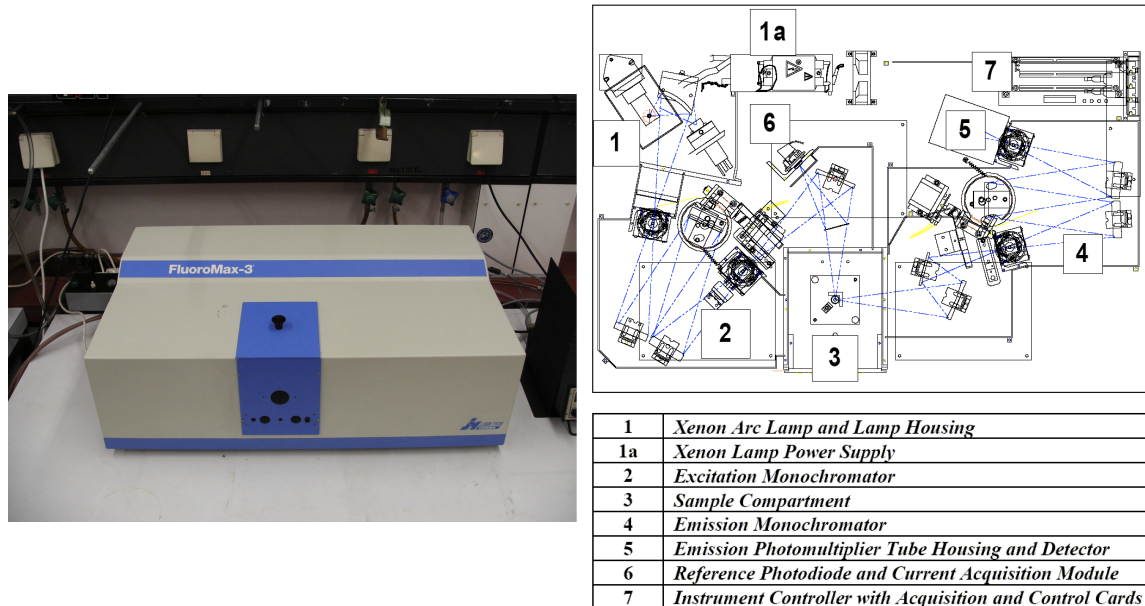 FluoroMax-3
1a
7
1
6
5
2
3
4
1 Xenon Arc Lamp and Lamp Housing
1a Xenon Lamp Power Supply
2 Excitation Monochromator
3 Sample Compartment
4 Emission Monochromator
5 Emission Photomultiplier Tube Housing and Detector
6 Reference Photodiode and Current Acquisition Module
7 Instrument Controller with Acquisition and Control Cards